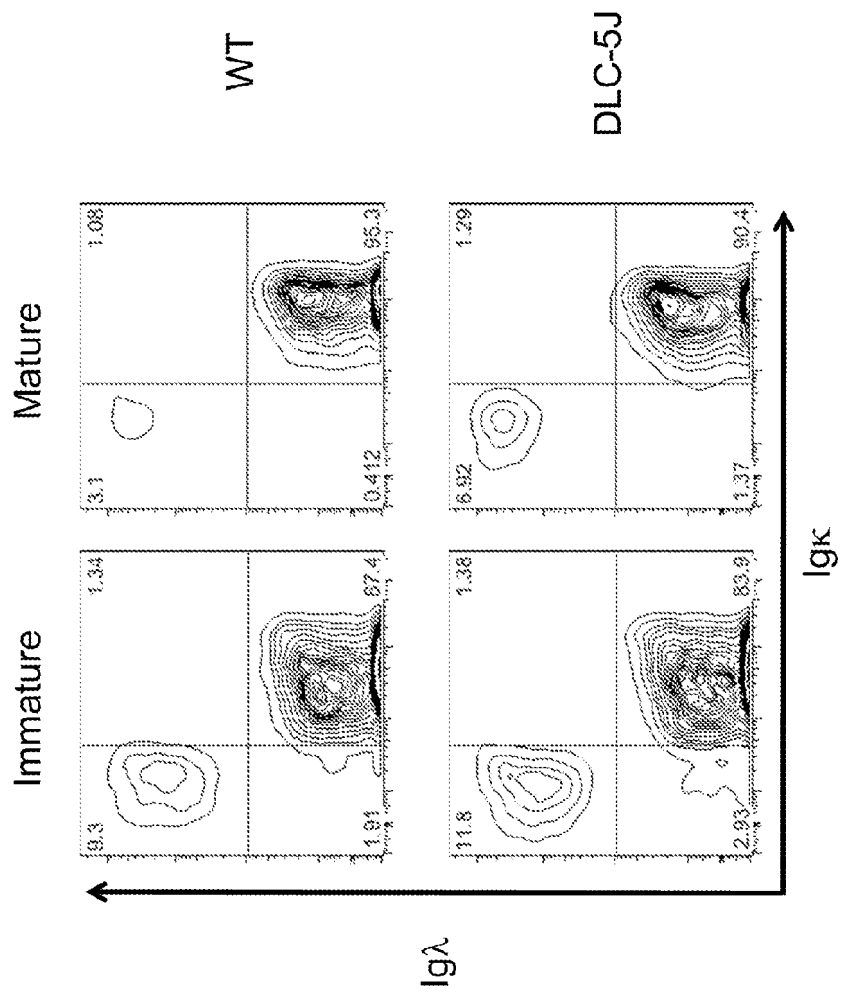 Immature
Mature
9.3
1.34
3.1
1.08
WT
1.91
87.4
0.412
95.3
11.8
1.38
6.92
1.29
DLC-5J
2.93
83.9
1.37
90.4
Igλ
Igκ